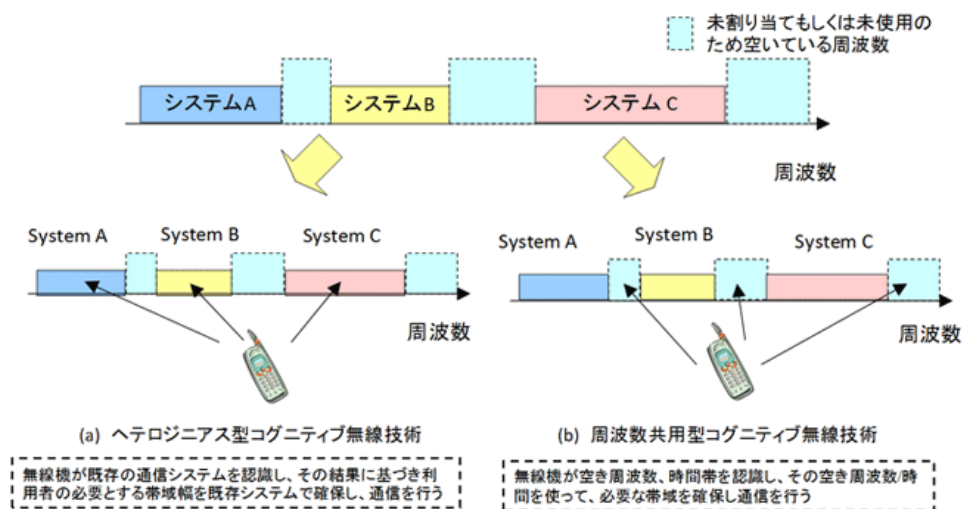 未割り当てもしくは未使用の
ため空いている周波数
システムA
システムB
システム C
周波数
System A
System B
System C
周波数
(a) ヘテロジニアス型コグニティブ無線技術
無線機が既存の通信システムを認識し、その結果に基づき利
用者の必要とする帯域幅を既存システムで確保し、通信を行う
System A
System B
System C
周波数
(b) 周波数共用型コグニティブ無線技術
無線機が空き周波数、時間帯を認識し、その空き周波数/時
間を使って、必要な帯域を確保し通信を行う